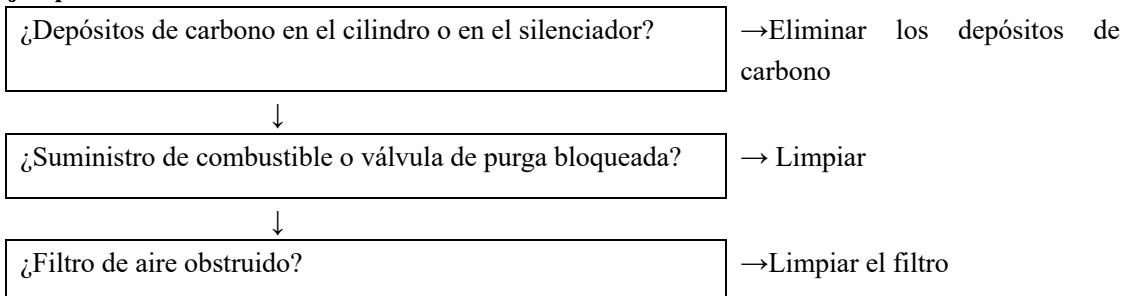 ¿Depósitos de carbono en el cilindro o en el silenciador? →Eliminar los depósitos de
carbono
↓
¿Suministro de combustible o válvula de purga bloqueada? → Limpiar
↓
¿Filtro de aire obstruido? →Limpiar el filtro